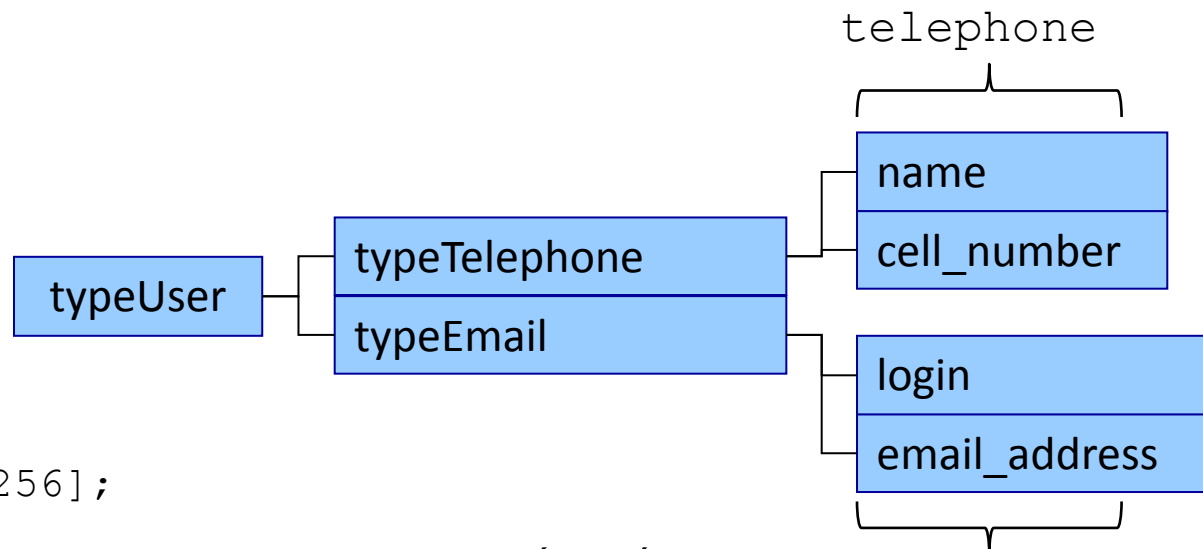 telephone
name
cell_number
typeTelephone
typeUser
typeEmail
login
email_address
256];